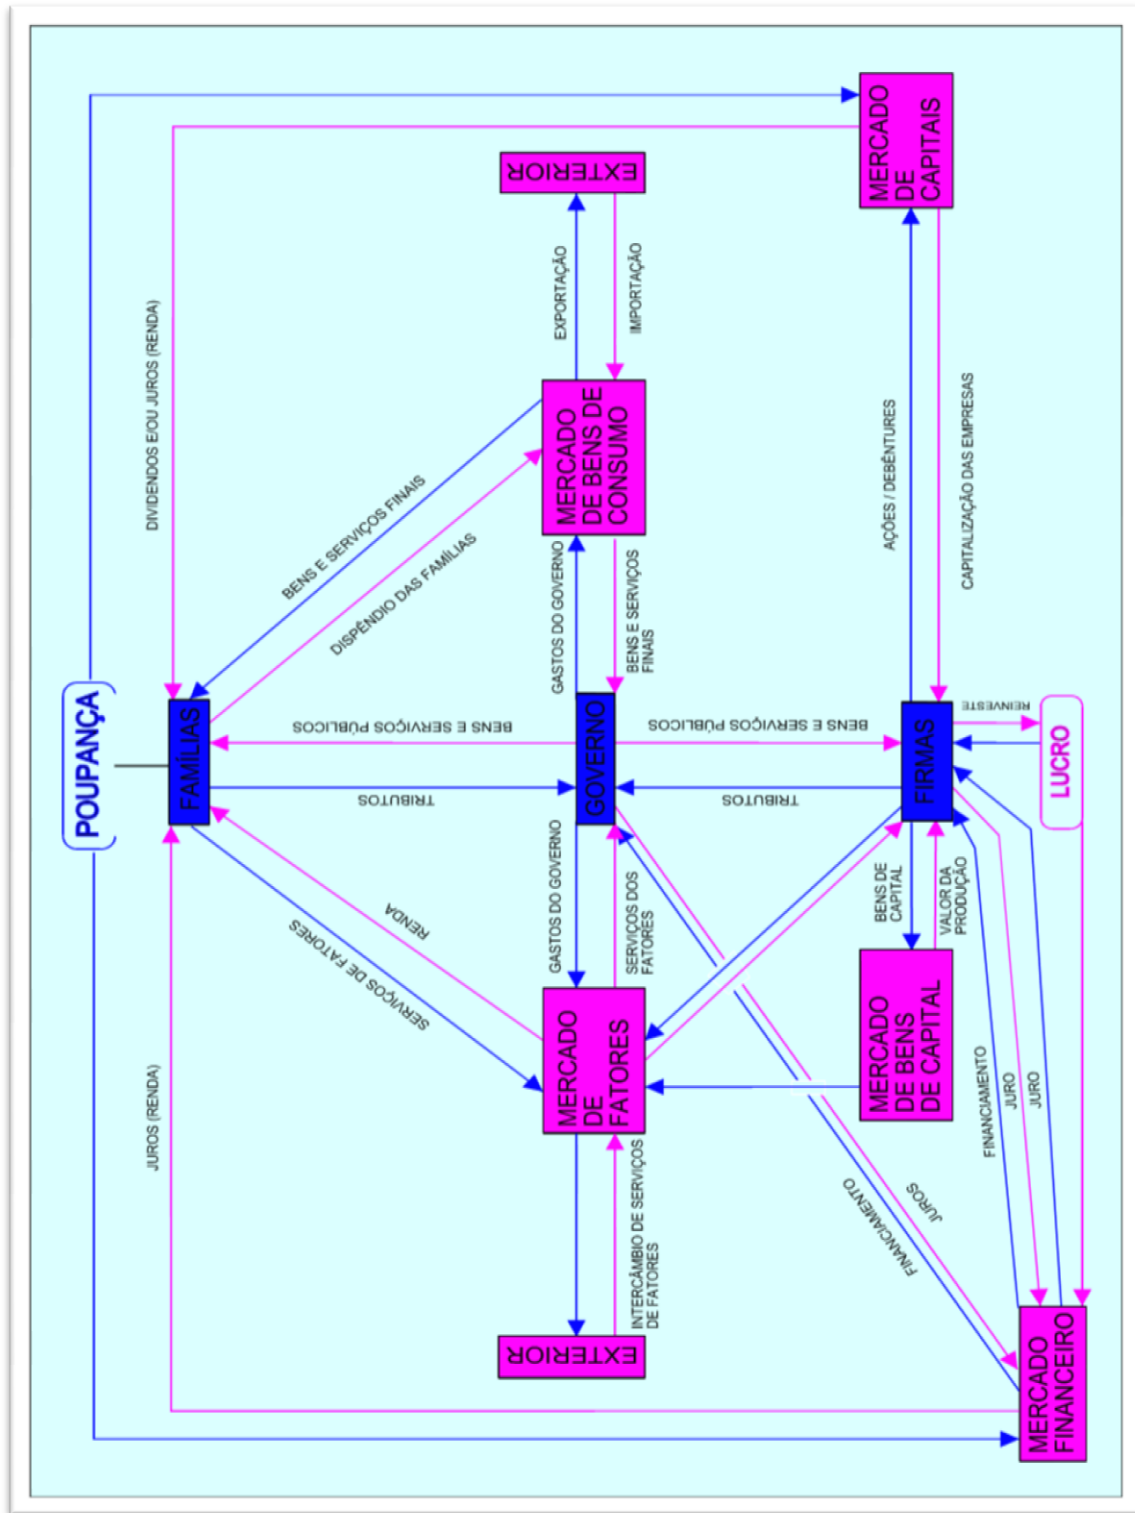 POUPANÇA
JUROS (RENDA)
DIVIDENDOS E/OU JUROS (RENDA)
FAMÍLIAS
SERVIÇOS DE FATORES
RENDA
TRIBUTOS
BENS E SERVIÇOS PÚBLICOS
DISPÊNDIO DAS FAMÍLIAS
BENS E SERVIÇOS FINAIS
EXTERIOR
INTERCÂMBIO DE SERVIÇOS
DE FATORES
MERCADO
DE
FATORES
GASTOS DO GOVERNO
SERVIÇOS DOS
FATORES
GOVERNO
GASTOS DO GOVERNO
BENS E SERVIÇOS
FINAIS
MERCADO
DE BENS DE
CONSUMO
EXPORTAÇÃO
IMPORTAÇÃO
EXTERIOR
TRIBUTOS
BENS E SERVIÇOS PÚBLICOS
FINANCIAMENTO
JUROS
MERCADO
DE BENS
DE CAPITAL
BENS DE
CAPITAL
VALOR DA
PRODUÇÃO
FIRMAS
AÇÕES / DEBÊNTURES
CAPITALIZAÇÃO DAS EMPRESAS
MERCADO
DE
CAPITAIS
FINANCIAMENTO
JURO
JURO
REINVESTE
LUCRO
MERCADO
FINANCEIRO